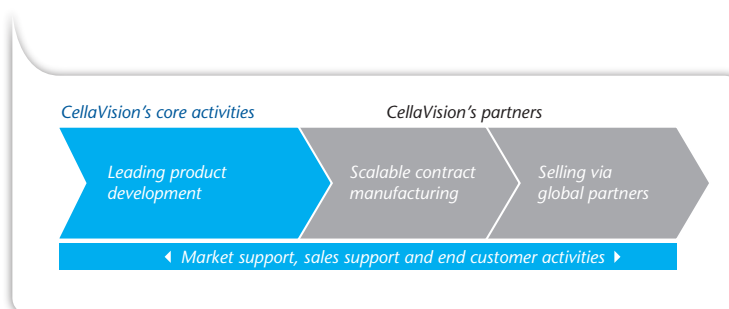 CellaVision's core activities
CellaVision's partners
Leading product
development
Scalable contract
manufacturing
Selling via
global partners
Market support, sales support and end customer activities